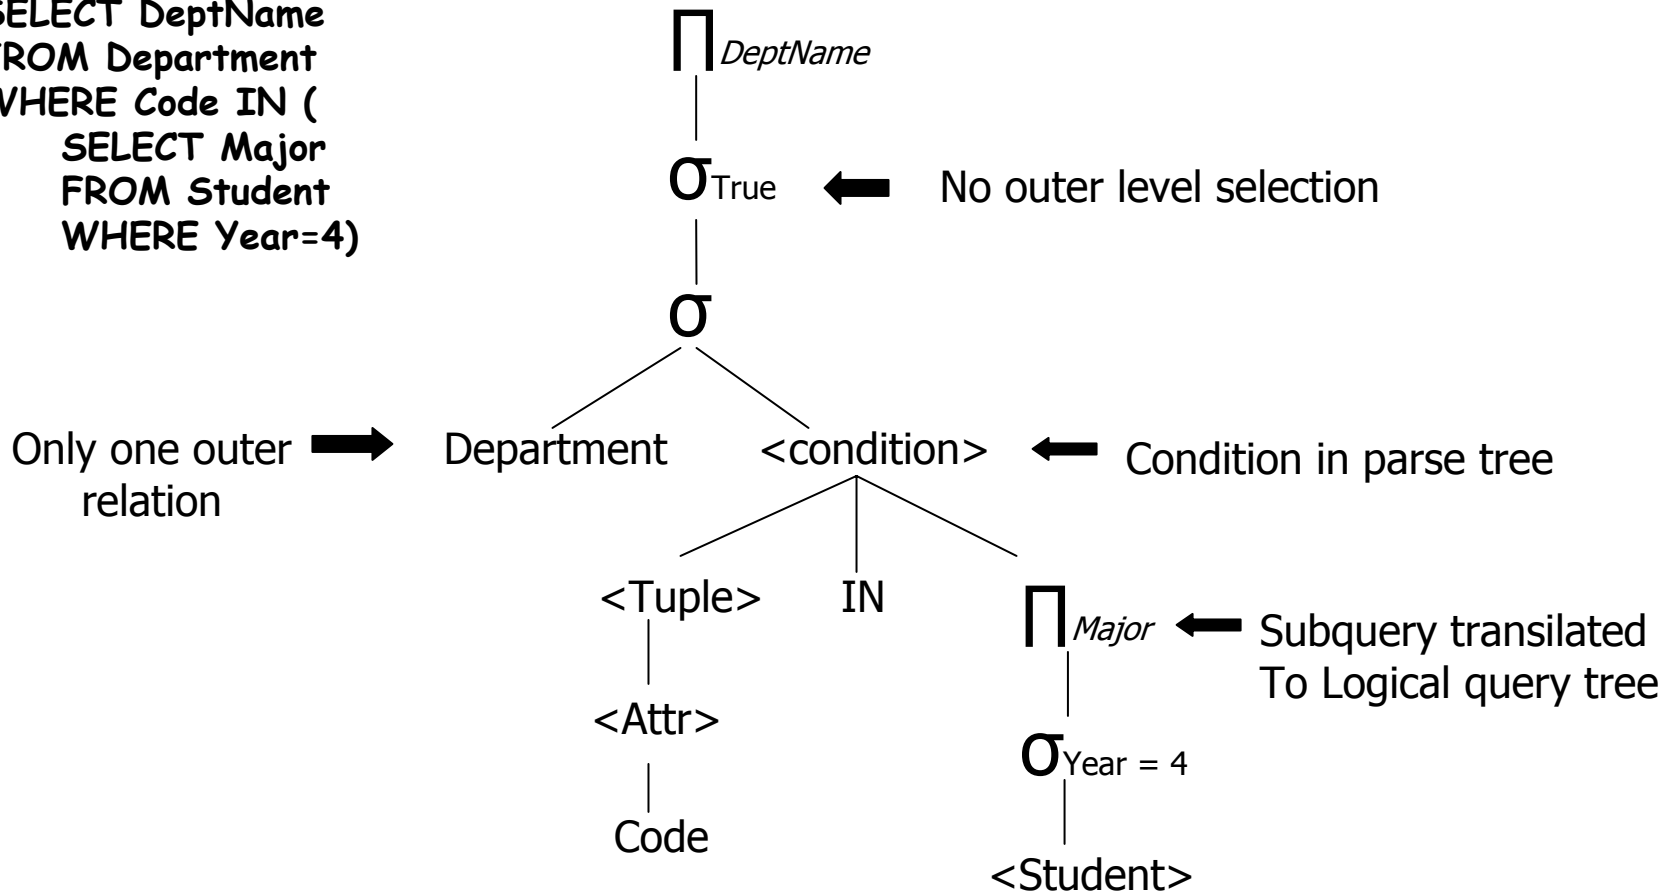 SELECT DeptName
FROM Department
WHERE Code IN (
SELECT Major
FROM Student
WHERE Year=4)
∏DeptName
σTrue
No outer level selection
σ
Only one outer
relation
Department
<condition>
Condition in parse tree
<Tuple>
IN
∏Major
Subquery transilated
To Logical query tree
<Attr>
σYear = 4
Code
<Student>